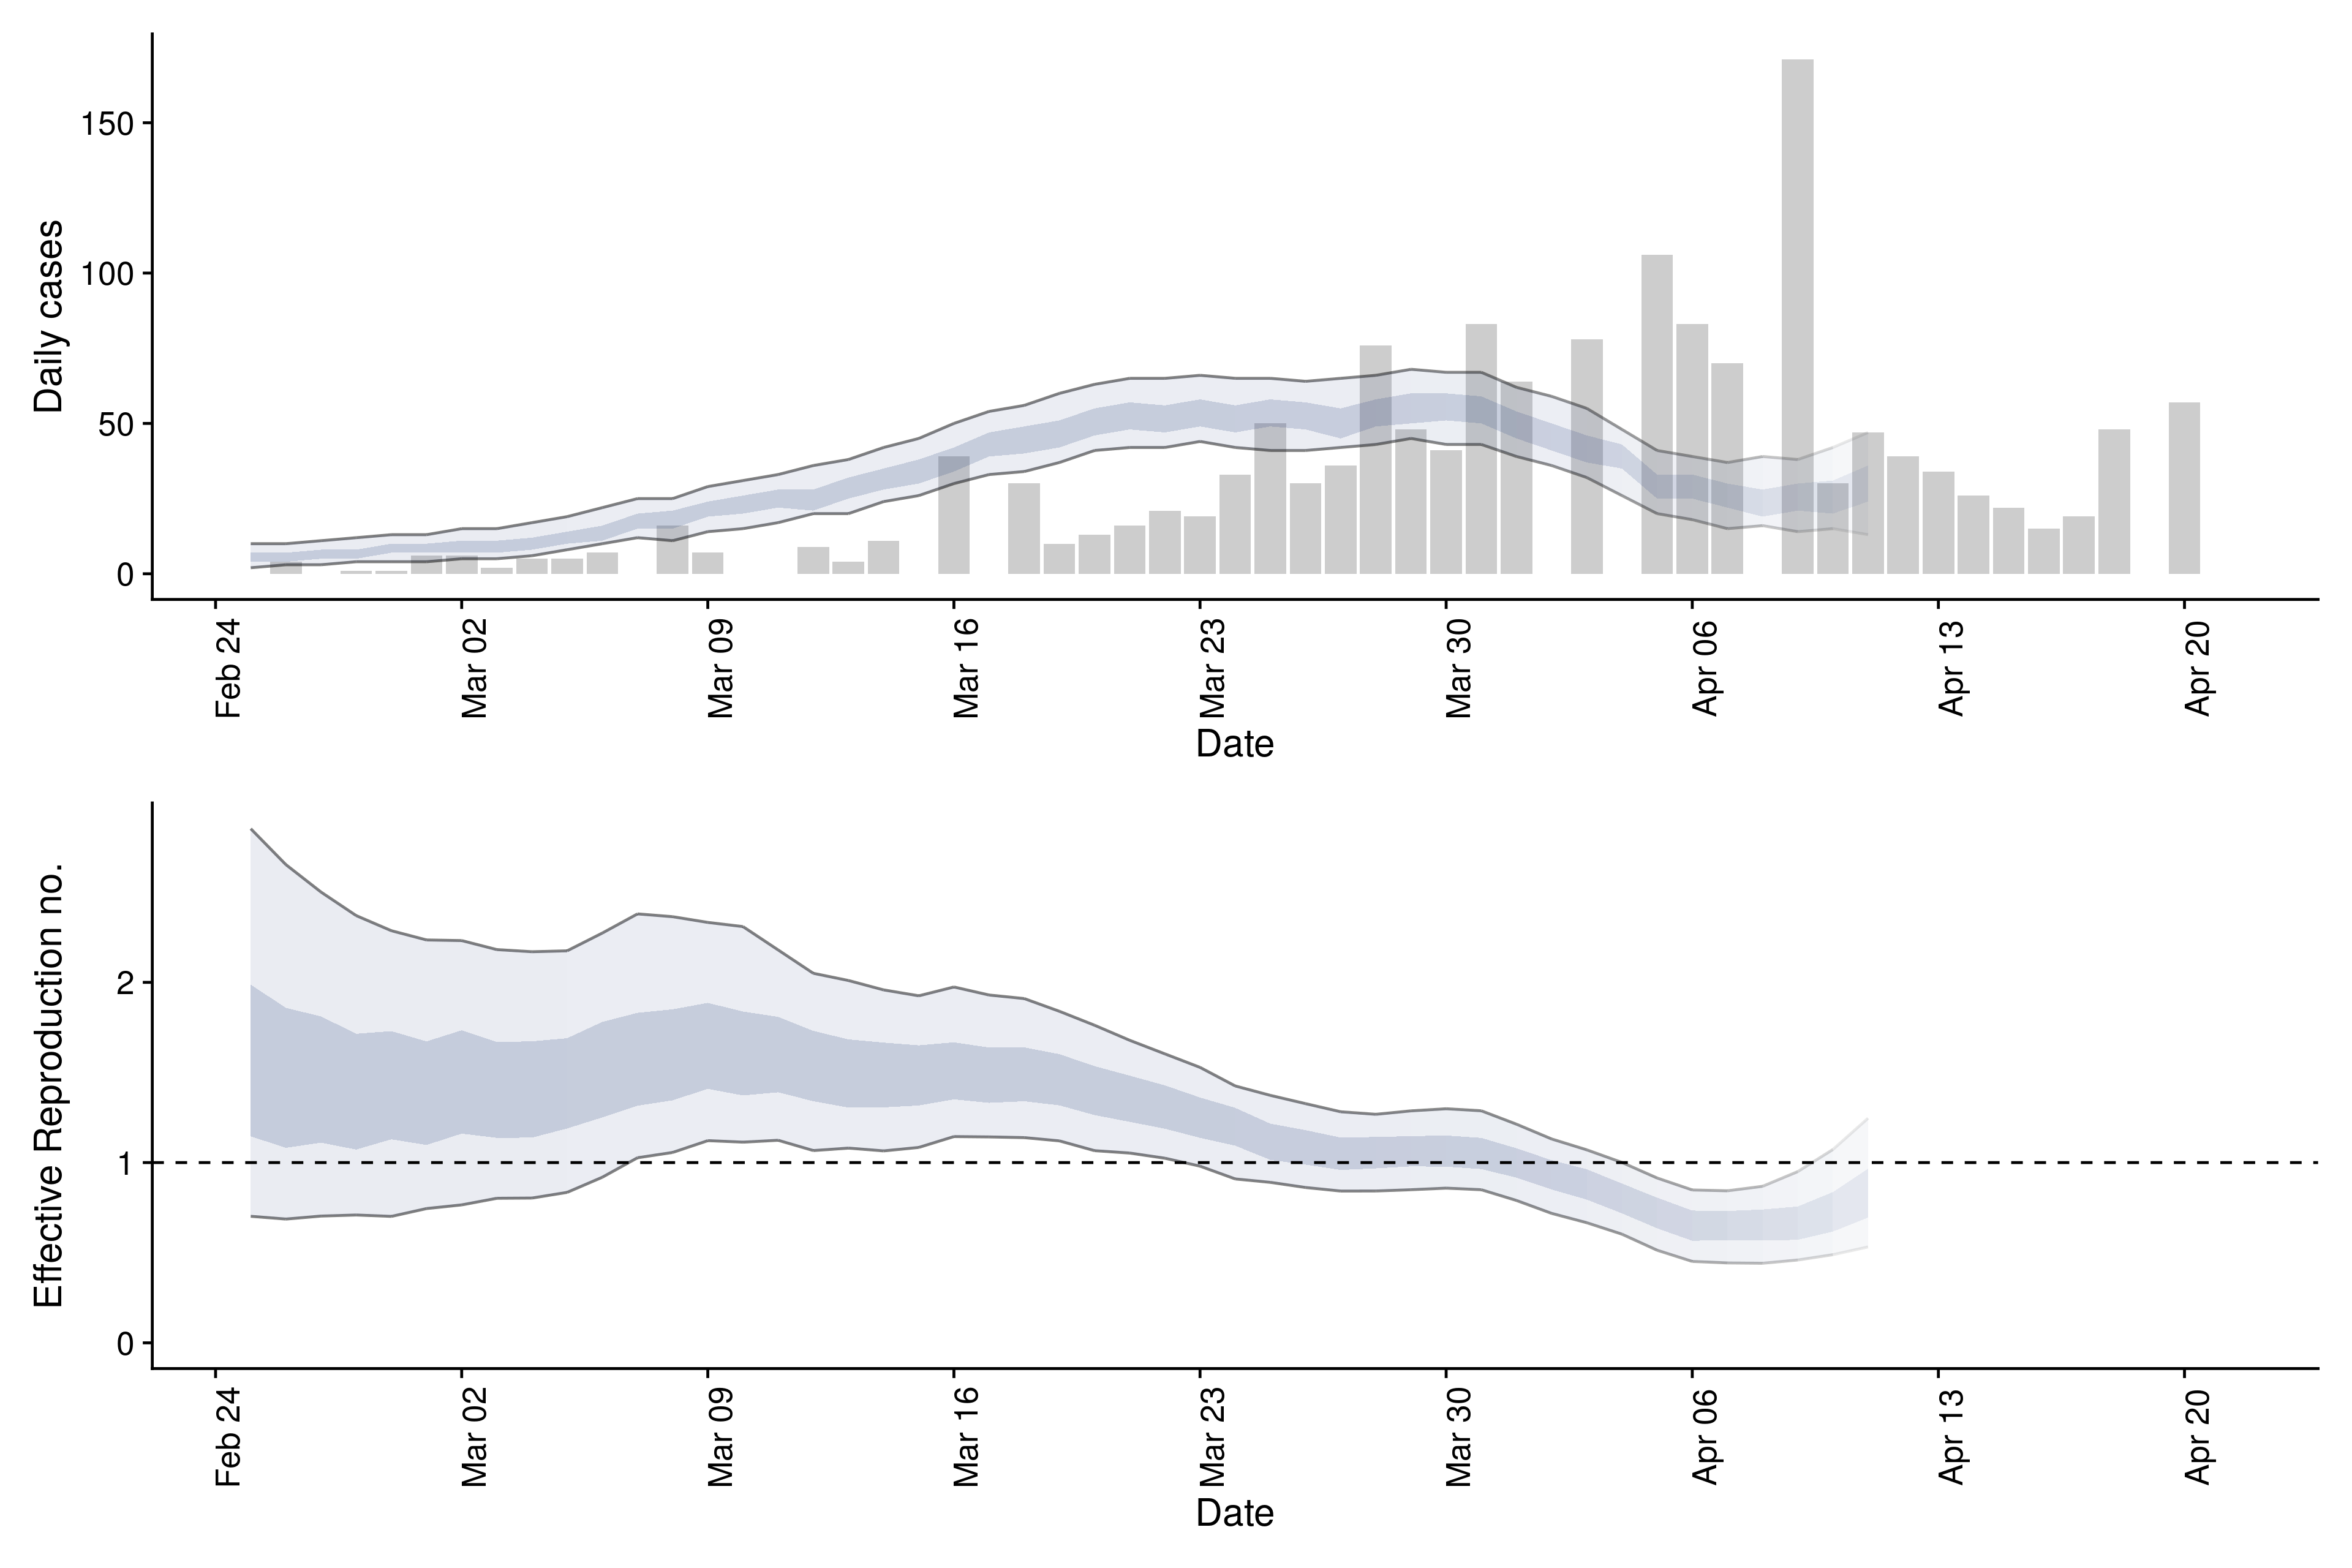 Daily cases
150
100
50
0
Feb 24
Mar 02
Mar 09
Mar 16
Mar 23
Mar 30
Apr 06
Apr 13
Apr 20
Date
Effective Reproduction no.
2
1
0
Feb 24
Mar 02
Mar 09
Mar 16
Mar 23
Mar 30
Apr 06
Apr 13
Apr 20
Date